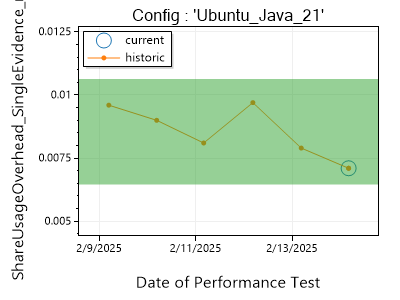 Config : 'Ubuntu_Java_21'
ShareUsageOverhead_SingleEvidence_
0.0125
0.01
0.0075
0.005
current
historic
2/9/2025
2/11/2025
2/13/2025
Date of Performance Test